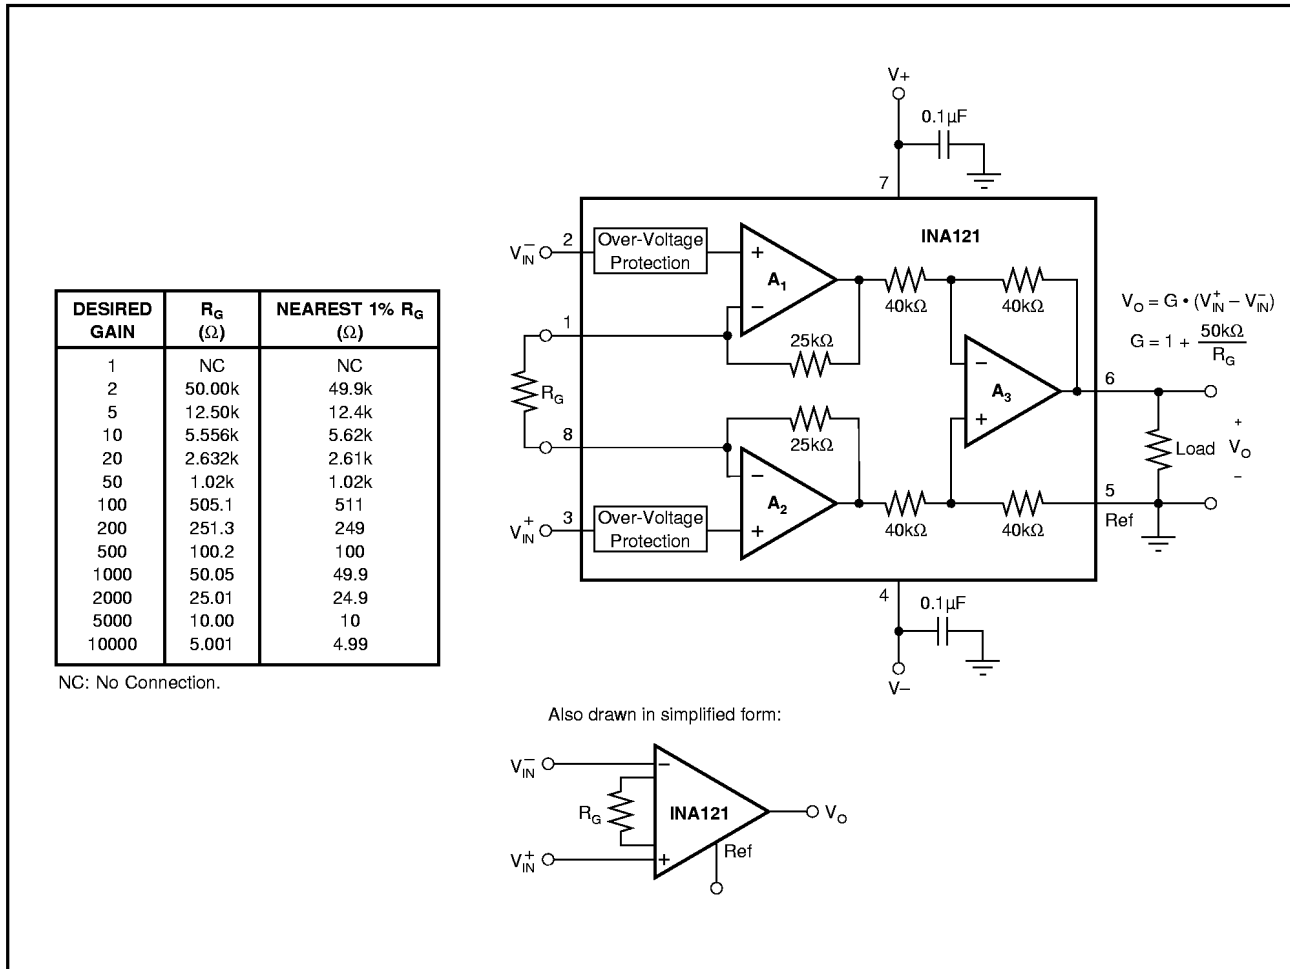 DESIRED GAIN R_G (Ω) NEAREST 1% R_G (Ω)
1 NC NC
2 50.00k 49.9k
5 12.50k 12.4k
10 5.556k 5.62k
20 2.632k 2.61k
50 1.02k 1.02k
100 505.1 511
200 251.3 249
500 100.2 100
1000 50.05 49.9
2000 25.01 24.9
5000 10.00 10
10000 5.001 4.99
NC: No Connection.
V+
0.1µF
7
INA121
V_IN^- 2 Over-Voltage
Protection
+
A_1
−
40kΩ
40kΩ
1
25kΩ
R_G
8
25kΩ
−
A_2
+
V_IN^+ 3 Over-Voltage
Protection
40kΩ
40kΩ
−
A_3
+
6
5
Ref
V_O = G • (V_IN^+ − V_IN^-)
G = 1 + 50kΩ / R_G
Load
+
V_O
−
4
0.1µF
V−
Also drawn in simplified form:
V_IN^-
−
R_G
INA121
V_O
V_IN^+
+
Ref